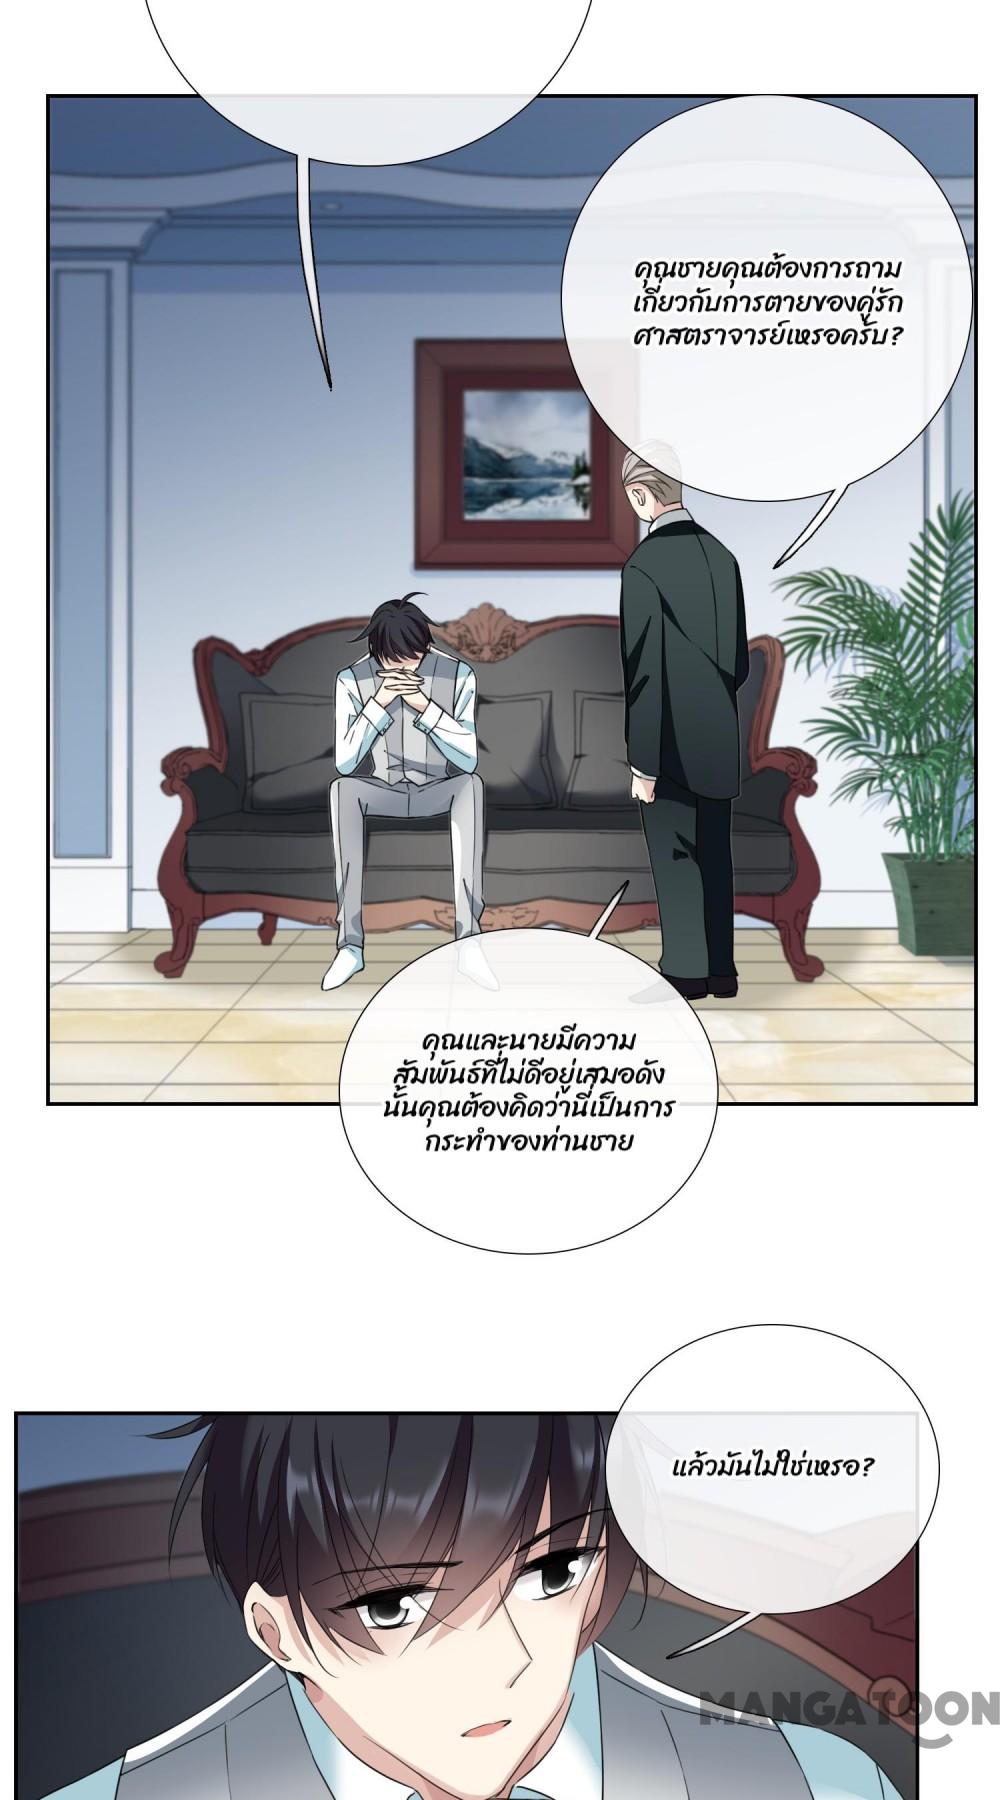 คุณชายคุณต้องการถาม
เกี่ยวกับการตายของคู่รัก
ศาสตราจารย์เหรอครับ?
คุณและนายมีความ
สัมพันธ์ที่ไม่ดีอยู่เสมอดัง
นั้นคุณต้องคิดว่านี่เป็นการ
กระทำของท่านชาย
แล้วมันไม่ใช่เหรอ?
MANGATOON